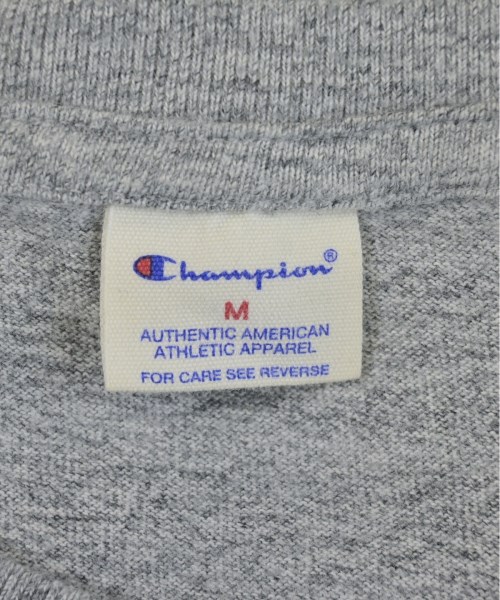 Champion®
M
AUTHENTIC AMERICAN
ATHLETIC APPAREL
FOR CARE SEE REVERSE